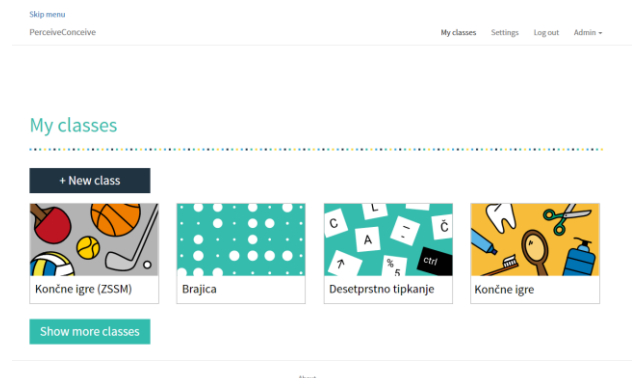 Skip menu
PerceiveConceive
My classes Settings Log out Admin
My classes
+ New class
C L – Č
A
↑ % 5 ctrl
Končne igre (ZSSM)
Brajica
Desetprstno tipkanje
Končne igre
Show more classes
About